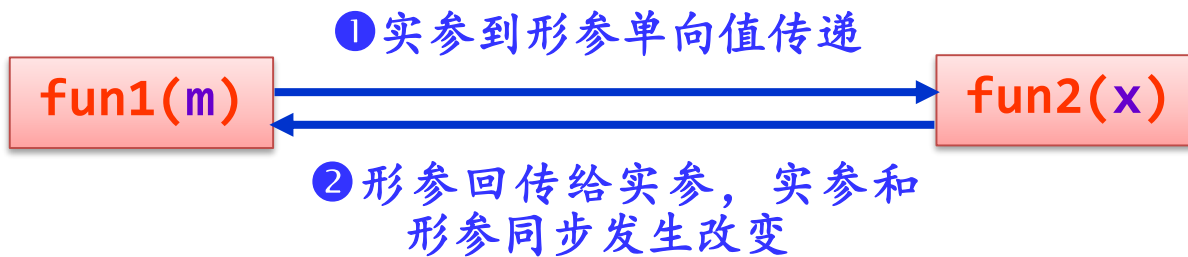 ❶实参到形参单向值传递
fun1(m)
fun2(x)
❷形参回传给实参，实参和
形参同步发生改变